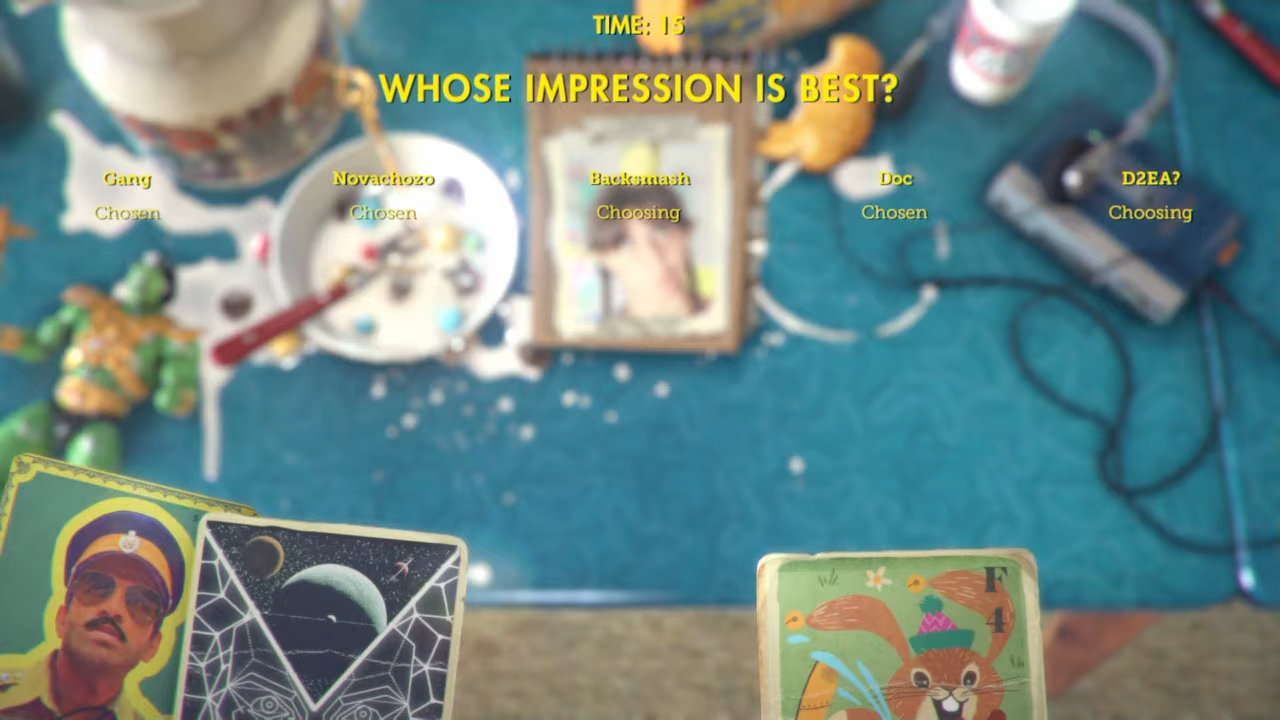 TIME: 15
WHOSE IMPRESSION IS BEST?
Gang Novachozo Backsmash Doc D2EA?
Chosen Chosen Choosing Chosen Choosing
F
4